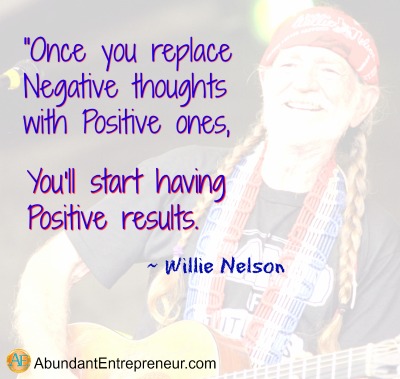 "Once you replace
Negative thoughts
with Positive ones,
You'll start having
Positive results.
~ Willie Nelson
AE AbundantEntrepreneur.com